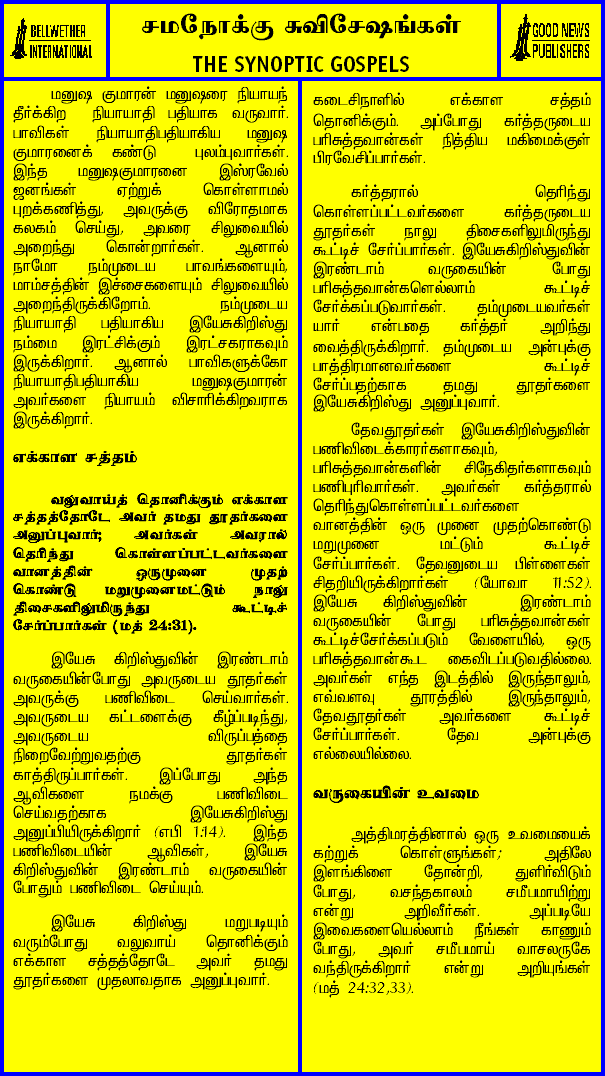 BELLWETHER
INTERNATIONAL
சமநோக்கு சுவிசேஷங்கள்
THE SYNOPTIC GOSPELS
GOOD NEWS
PUBLISHERS
மனுஷ குமாரன் மனுஷரை நியாயந்
தீர்க்கிற நியாயாதி பதியாக வருவார்.
பாவிகள் நியாயாதிபதியாகிய மனுஷ
குமாரனைக் கண்டு புலம்புவார்கள்.
இந்த மனுஷகுமாரனை இஸ்ரவேல்
ஜனங்கள் ஏற்றுக் கொள்ளாமல்
புறக்கணித்து, அவருக்கு விரோதமாக
கலகம் செய்து, அவரை சிலுவையில்
அறைந்து கொன்றார்கள். ஆனால்
நாமோ நம்முடைய பாவங்களையும்,
மாம்சத்தின் இச்சைகளையும் சிலுவையில்
அறைந்திருக்கிறோம். நம்முடைய
நியாயாதி பதியாகிய இயேசுகிறிஸ்து
நம்மை இரட்சிக்கும் இரட்சகராகவும்
இருக்கிறார். ஆனால் பாவிகளுக்கோ
நியாயாதிபதியாகிய மனுஷகுமாரன்
அவர்களை நியாயம் விசாரிக்கிறவராக
இருக்கிறார்.
எக்காள சத்தம்
வலுவாய்த் தொனிக்கும் எக்காள
சத்தத்தோடே அவர் தமது தூதர்களை
அனுப்புவார்; அவர்கள் அவரால்
தெரிந்து கொள்ளப்பட்டவர்களை
வானத்தின் ஒருமுனை முதற்
கொண்டு மறுமுனைமட்டும் நாலு
திசைகளிலுமிருந்து கூட்டிச்
சேர்ப்பார்கள் (மத் 24:31).
இயேசு கிறிஸ்துவின் இரண்டாம்
வருகையின்போது அவருடைய தூதர்கள்
அவருக்கு பணிவிடை செய்வார்கள்.
அவருடைய கட்டளைக்கு கீழ்ப்படிந்து,
அவருடைய விருப்பத்தை
நிறைவேற்றுவதற்கு தூதர்கள்
காத்திருப்பார்கள். இப்போது அந்த
ஆவிகளை நமக்கு பணிவிடை
செய்வதற்காக இயேசுகிறிஸ்து
அனுப்பியிருக்கிறார் (எபி 1:14). இந்த
பணிவிடையின் ஆவிகள், இயேசு
கிறிஸ்துவின் இரண்டாம் வருகையின்
போதும் பணிவிடை செய்யும்.
இயேசு கிறிஸ்து மறுபடியும்
வரும்போது வலுவாய் தொனிக்கும்
எக்காள சத்தத்தோடே அவர் தமது
தூதர்களை முதலாவதாக அனுப்புவார்.
கடைசிநாளில் எக்காள சத்தம்
தொனிக்கும். அப்போது கர்த்தருடைய
பரிசுத்தவான்கள் நித்திய மகிமைக்குள்
பிரவேசிப்பார்கள்.
கர்த்தரால் தெரிந்து
கொள்ளப்பட்டவர்களை கர்த்தருடைய
தூதர்கள் நாலு திசைகளிலுமிருந்து
கூட்டிச் சேர்ப்பார்கள். இயேசுகிறிஸ்துவின்
இரண்டாம் வருகையின் போது
பரிசுத்தவான்களெல்லாம் கூட்டிச்
சேர்க்கப்படுவார்கள். தம்முடையவர்கள்
யார் என்பதை கர்த்தர் அறிந்து
வைத்திருக்கிறார். தம்முடைய அன்புக்கு
பாத்திரமானவர்களை கூட்டிச்
சேர்ப்பதற்காக தமது தூதர்களை
இயேசுகிறிஸ்து அனுப்புவார்.
தேவதூதர்கள் இயேசுகிறிஸ்துவின்
பணிவிடைக்காரர்களாகவும்,
பரிசுத்தவான்களின் சிநேகிதர்களாகவும்
பணிபுரிவார்கள். அவர்கள் கர்த்தரால்
தெரிந்துகொள்ளப்பட்டவர்களை
வானத்தின் ஒரு முனை முதற்கொண்டு
மறுமுனை மட்டும் கூட்டிச்
சேர்ப்பார்கள். தேவனுடைய பிள்ளைகள்
சிதறியிருக்கிறார்கள் (யோவா 11:52).
இயேசு கிறிஸ்துவின் இரண்டாம்
வருகையின் போது பரிசுத்தவான்கள்
கூட்டிச்சேர்க்கப்படும் வேளையில், ஒரு
பரிசுத்தவான்கூட கைவிடப்படுவதில்லை.
அவர்கள் எந்த இடத்தில் இருந்தாலும்,
எவ்வளவு தூரத்தில் இருந்தாலும்,
தேவதூதர்கள் அவர்களை கூட்டிச்
சேர்ப்பார்கள். தேவ அன்புக்கு
எல்லையில்லை.
வருகையின் உவமை
அத்திமரத்தினால் ஒரு உவமையைக்
கற்றுக் கொள்ளுங்கள்; அதிலே
இளங்கிளை தோன்றி, துளிர்விடும்
போது, வசந்தகாலம் சமீபமாயிற்று
என்று அறிவீர்கள். அப்படியே
இவைகளையெல்லாம் நீங்கள் காணும்
போது, அவர் சமீபமாய் வாசலருகே
வந்திருக்கிறார் என்று அறியுங்கள்
(மத் 24:32,33).